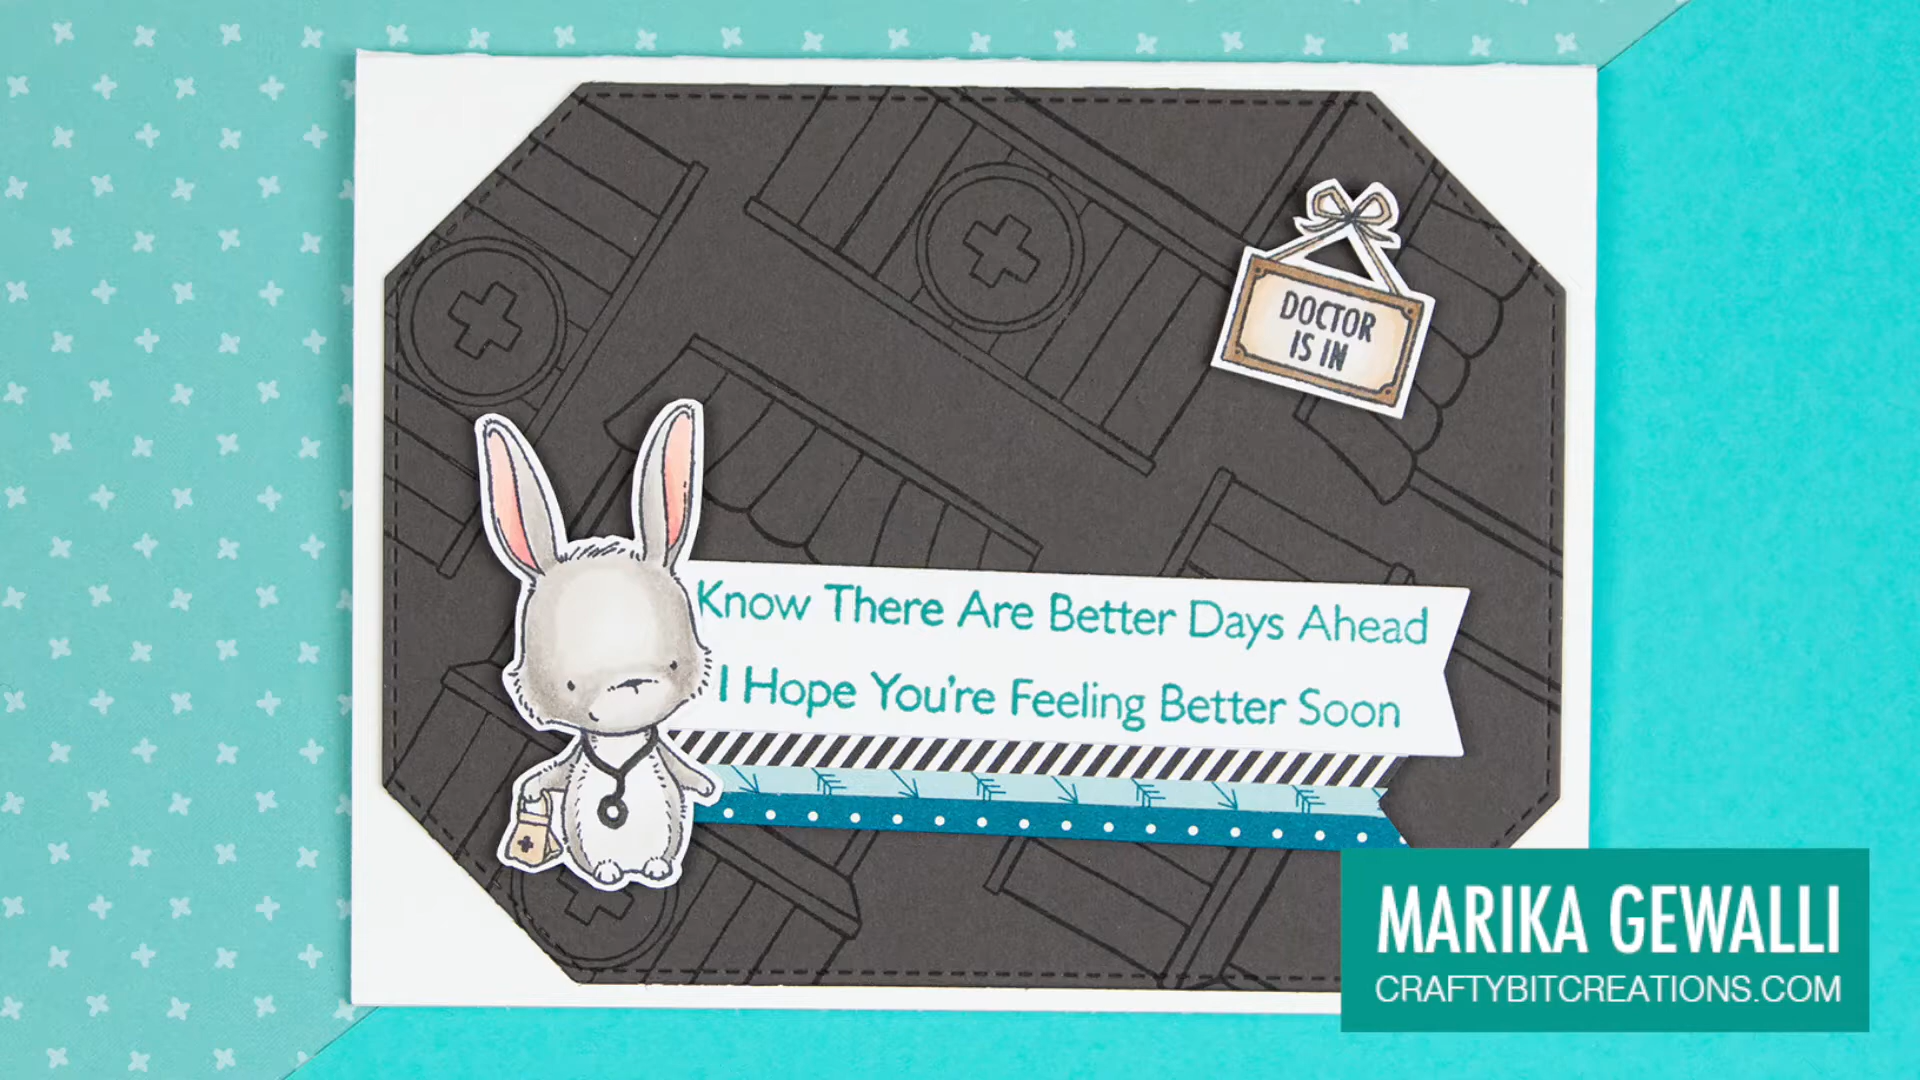 DOCTOR
IS IN
Know There Are Better Days Ahead
I Hope You're Feeling Better Soon
MARIKA GEWALLI
CRAFTYBITCREATIONS.COM